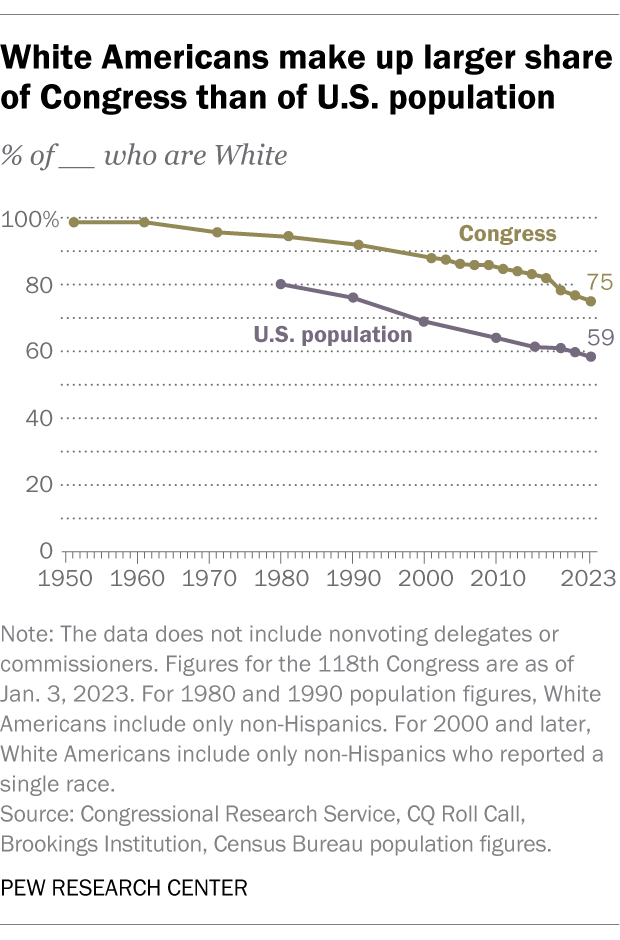 White Americans make up larger share
of Congress than of U.S. population
% of __ who are White
100%
Congress
75
80
U.S. population
59
60
40
20
0
1950 1960 1970 1980 1990 2000 2010 2023
Note: The data does not include nonvoting delegates or
commissioners. Figures for the 118th Congress are as of
Jan. 3, 2023. For 1980 and 1990 population figures, White
Americans include only non-Hispanics. For 2000 and later,
White Americans include only non-Hispanics who reported a
single race.
Source: Congressional Research Service, CQ Roll Call,
Brookings Institution, Census Bureau population figures.
PEW RESEARCH CENTER